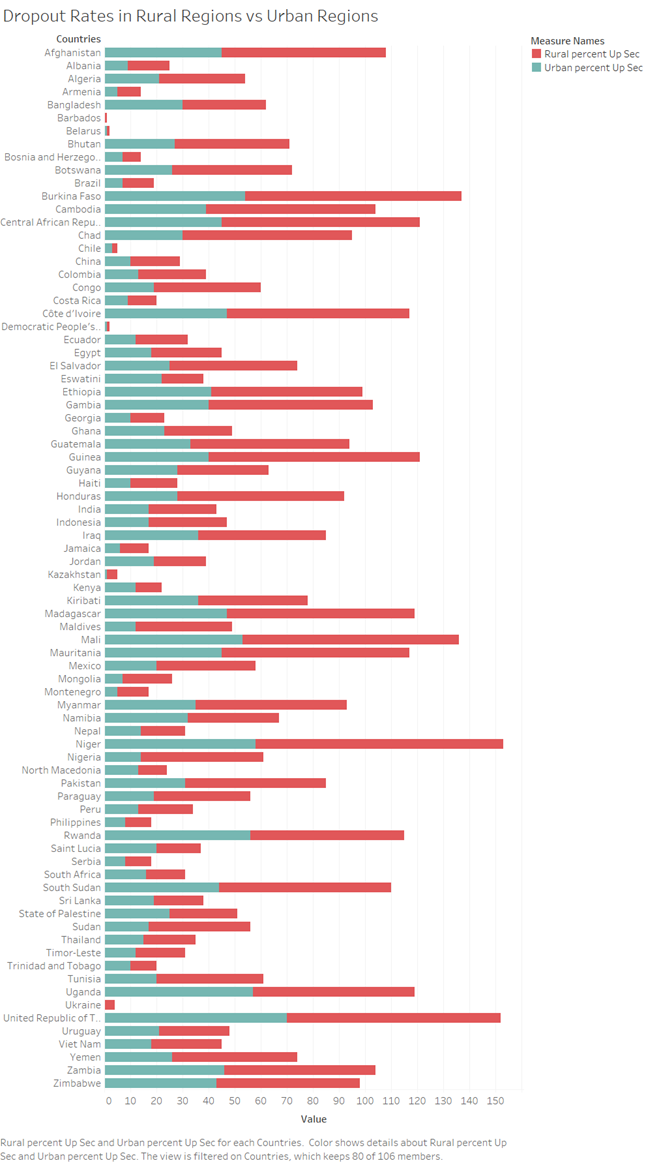 Dropout Rates in Rural Regions vs Urban Regions
Countries
Measure Names
Rural percent Up Sec
Urban percent Up Sec
Afghanistan
Albania
Algeria
Armenia
Bangladesh
Barbados
Belarus
Bhutan
Bosnia and Herzego..
Botswana
Brazil
Burkina Faso
Cambodia
Central African Repu..
Chad
Chile
China
Colombia
Congo
Costa Rica
Côte d'Ivoire
Democratic People's..
Ecuador
Egypt
El Salvador
Eswatini
Ethiopia
Gambia
Georgia
Ghana
Guatemala
Guinea
Guyana
Haiti
Honduras
India
Indonesia
Iraq
Jamaica
Jordan
Kazakhstan
Kenya
Kiribati
Madagascar
Maldives
Mali
Mauritania
Mexico
Mongolia
Montenegro
Myanmar
Namibia
Nepal
Niger
Nigeria
North Macedonia
Pakistan
Paraguay
Peru
Philippines
Rwanda
Saint Lucia
Serbia
South Africa
South Sudan
Sri Lanka
State of Palestine
Sudan
Thailand
Timor-Leste
Trinidad and Tobago
Tunisia
Uganda
Ukraine
United Republic of T..
Uruguay
Viet Nam
Yemen
Zambia
Zimbabwe
0 10 20 30 40 50 60 70 80 90 100 110 120 130 140 150
Value
Rural percent Up Sec and Urban percent Up Sec for each Countries. Color shows details about Rural percent Up
Sec and Urban percent Up Sec. The view is filtered on Countries, which keeps 80 of 106 members.